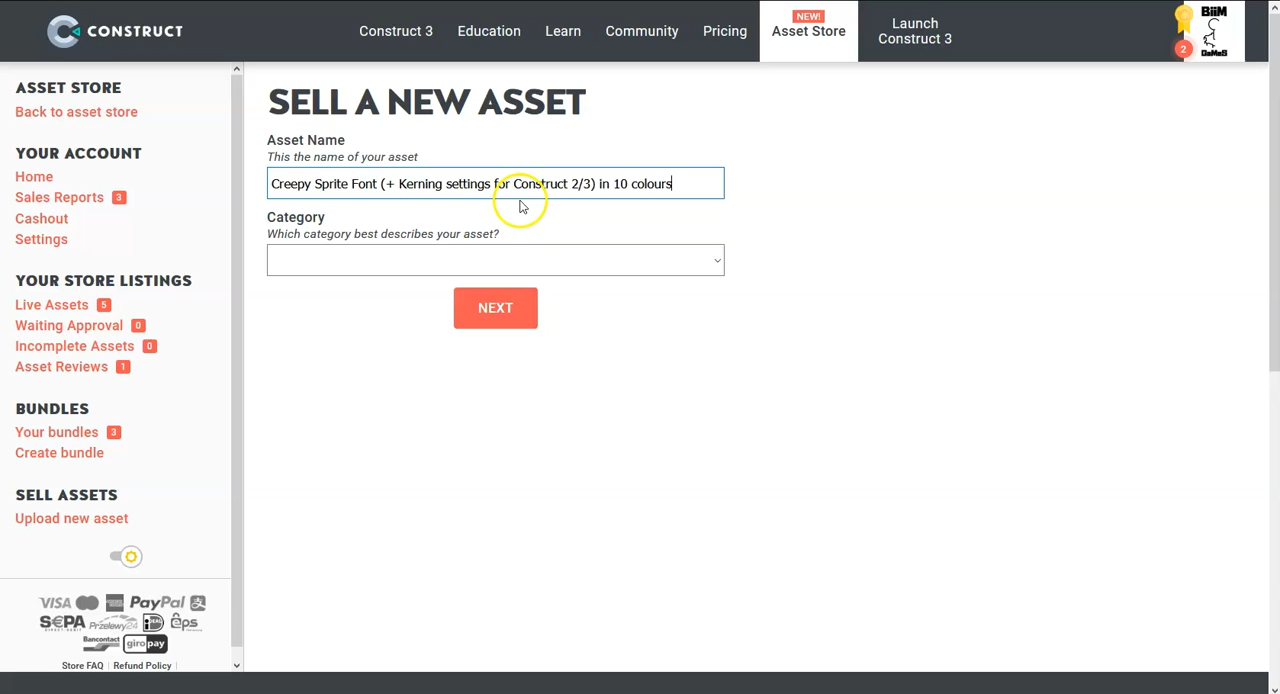 CONSTRUCT
Construct 3
Education
Learn
Community
Pricing
NEW!
Asset Store
Launch
Construct 3
2
BiiM
GaMeS
ASSET STORE
Back to asset store
YOUR ACCOUNT
Home
Sales Reports 3
Cashout
Settings
YOUR STORE LISTINGS
Live Assets 5
Waiting Approval 0
Incomplete Assets 0
Asset Reviews 1
BUNDLES
Your bundles 3
Create bundle
SELL ASSETS
Upload new asset
VISA PayPal
SEPA Przelewy24 iDEAL eps
Bancontact giropay
Store FAQ | Refund Policy |
SELL A NEW ASSET
Asset Name
This the name of your asset
Creepy Sprite Font (+ Kerning settings for Construct 2/3) in 10 colours
Category
Which category best describes your asset?
NEXT